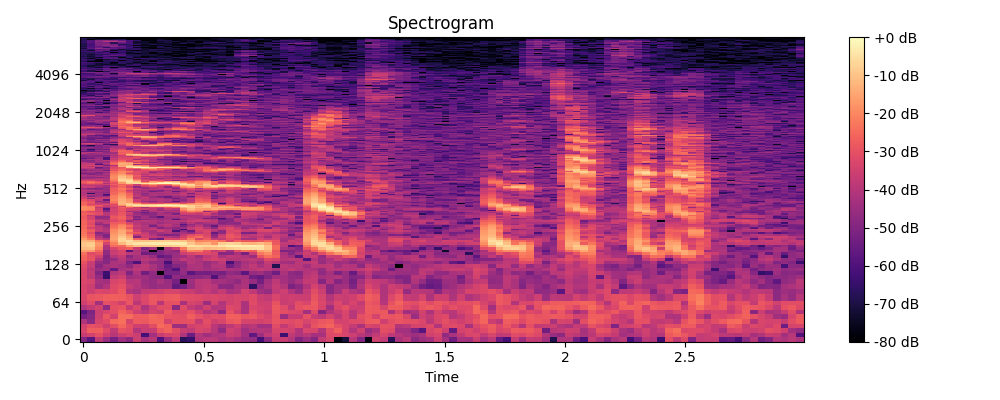 Spectrogram
Hz
4096
2048
1024
512
256
128
64
0
0
0.5
1
1.5
2
2.5
Time
+0 dB
-10 dB
-20 dB
-30 dB
-40 dB
-50 dB
-60 dB
-70 dB
-80 dB